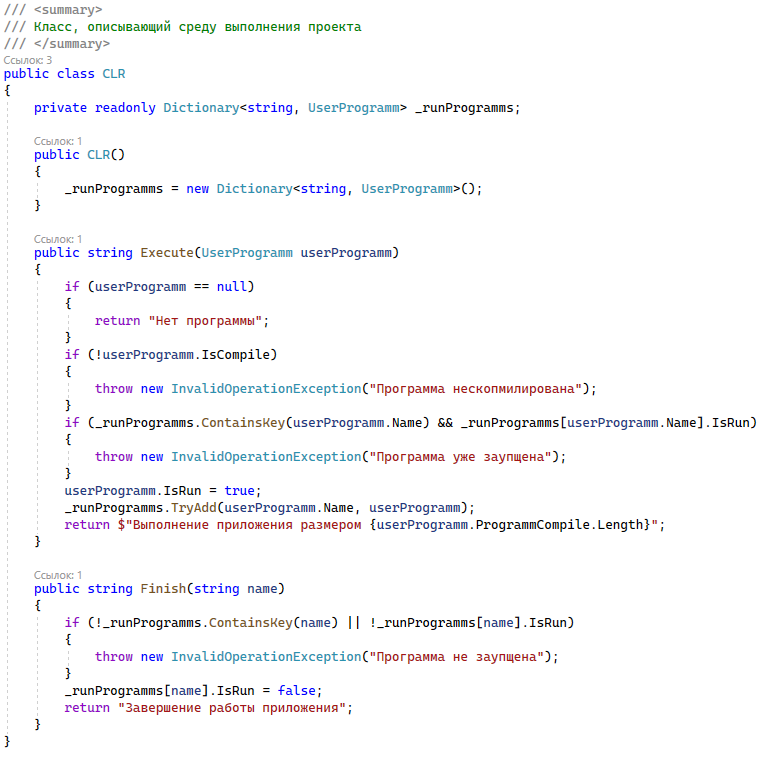 /// <summary>
/// Класс, описывающий среду выполнения проекта
/// </summary>
Ссылок: 3
public class CLR
{
private readonly Dictionary<string, UserProgramm> _runProgramms;
Ссылок: 1
public CLR()
{
_runProgramms = new Dictionary<string, UserProgramm>();
}
Ссылок: 1
public string Execute(UserProgramm userProgramm)
{
if (userProgramm == null)
{
return "Нет программы";
}
if (!userProgramm.IsCompile)
{
throw new InvalidOperationException("Программа нескопмилирована");
}
if (_runProgramms.ContainsKey(userProgramm.Name) && _runProgramms[userProgramm.Name].IsRun)
{
throw new InvalidOperationException("Программа уже заупщена");
}
userProgramm.IsRun = true;
_runProgramms.TryAdd(userProgramm.Name, userProgramm);
return $"Выполнение приложения размером {userProgramm.ProgrammCompile.Length}";
}
Ссылок: 1
public string Finish(string name)
{
if (!_runProgramms.ContainsKey(name) || !_runProgramms[name].IsRun)
{
throw new InvalidOperationException("Программа не заупщена");
}
_runProgramms[name].IsRun = false;
return "Завершение работы приложения";
}
}